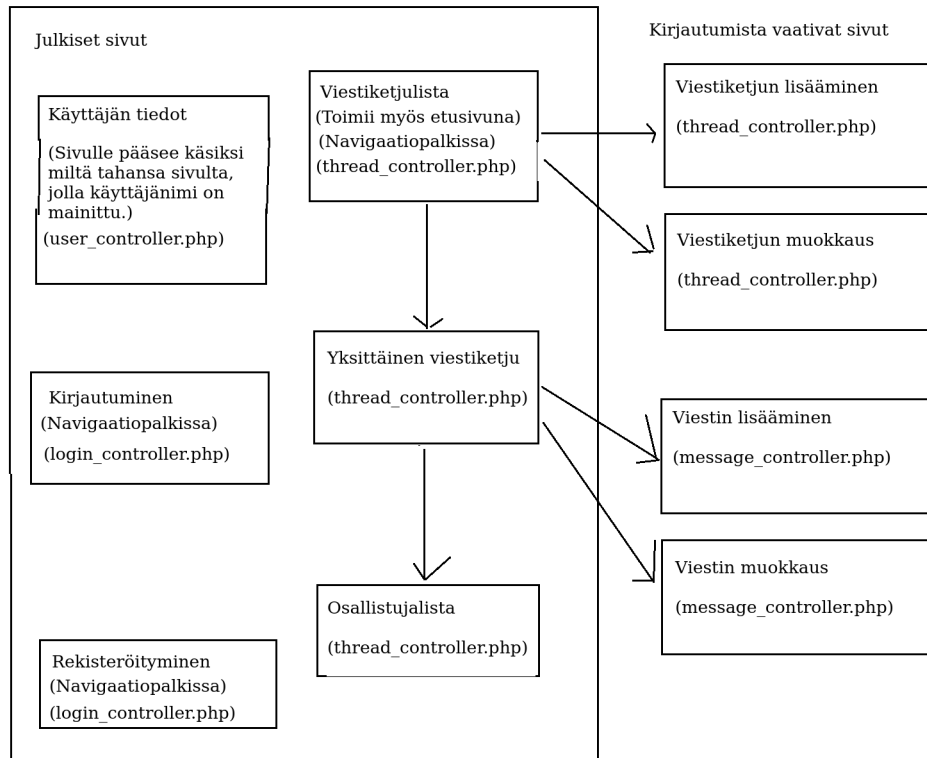 Julkiset sivut
Käyttäjän tiedot
(Sivulle pääsee käsiksi
miltä tahansa sivulta,
jolla käyttäjänimi on
mainittu.)
(user_controller.php)
Kirjautuminen
(Navigaatiopalkissa)
(login_controller.php)
Rekisteröityminen
(Navigaatiopalkissa)
(login_controller.php)
Viestiketjulista
(Toimii myös etusivuna)
(Navigaatiopalkissa)
(thread_controller.php)
Yksittäinen viestiketju
(thread_controller.php)
Osallistujalista
(thread_controller.php)
Kirjautumista vaativat sivut
Viestiketjun lisääminen
(thread_controller.php)
Viestiketjun muokkaus
(thread_controller.php)
Viestin lisääminen
(message_controller.php)
Viestin muokkaus
(message_controller.php)